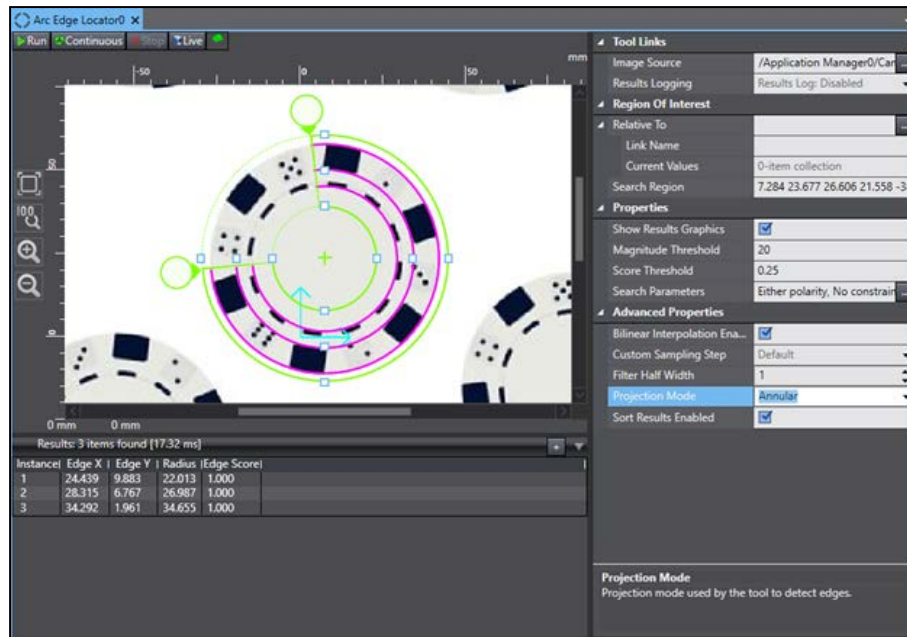 Arc Edge Locator0 ×
Run Continuous Stop Live
mm
-50 0 50
50
0
100
0 mm 0 mm
Results: 3 items found [17.32 ms]
Instance Edge X Edge Y Radius Edge Score
1 24.439 9.883 22.013 1.000
2 28.315 6.767 26.987 1.000
3 34.292 1.961 34.655 1.000
Tool Links
Image Source /Application Manager0/Car
Results Logging Results Log: Disabled
Region Of Interest
Relative To
Link Name
Current Values 0-item collection
Search Region 7.284 23.677 26.606 21.558
Properties
Show Results Graphics
Magnitude Threshold 20
Score Threshold 0.25
Search Parameters Either polarity, No constrain
Advanced Properties
Bilinear Interpolation Ena...
Custom Sampling Step Default
Filter Half Width 1
Projection Mode Annular
Sort Results Enabled
Projection Mode
Projection mode used by the tool to detect edges.